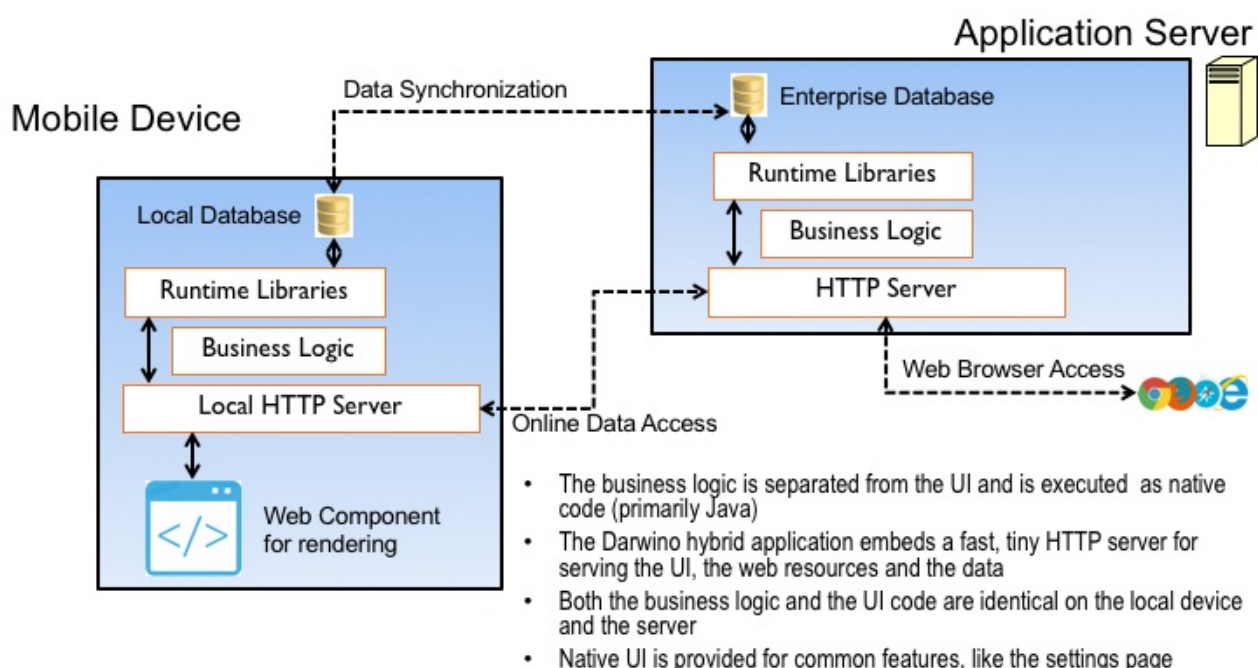 Application Server
Mobile Device
Data Synchronization
Enterprise Database
Runtime Libraries
Business Logic
HTTP Server
Local Database
Runtime Libraries
Business Logic
Local HTTP Server
Web Browser Access
Online Data Access
</>
Web Component
for rendering
• The business logic is separated from the UI and is executed as native
code (primarily Java)
• The Darwino hybrid application embeds a fast, tiny HTTP server for
serving the UI, the web resources and the data
• Both the business logic and the UI code are identical on the local device
and the server
• Native UI is provided for common features, like the settings page